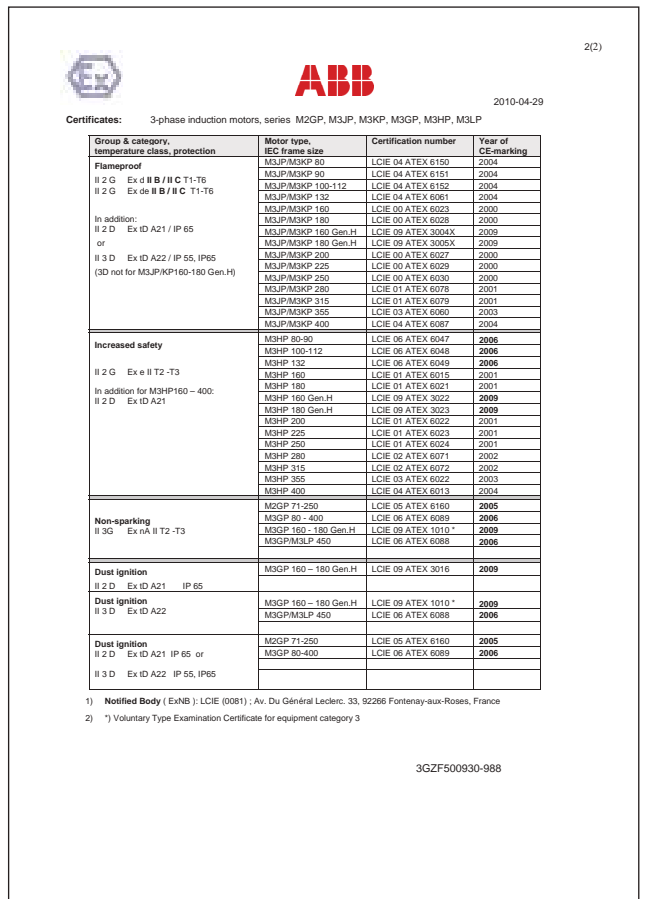 2(2)
Ex
ABB
2010-04-29
Certificates: 3-phase induction motors, series M2GP, M3JP, M3KP, M3GP, M3HP, M3LP
Group & category, temperature class, protection | Motor type, IEC frame size | Certification number | Year of CE-marking
Flameproof
II 2 G Ex d II B / II C T1-T6
II 2 G Ex de II B / II C T1-T6
In addition:
II 2 D Ex tD A21 / IP 65
or
II 3 D Ex tD A22 / IP 55, IP65
(3D not for M3JP/KP160-180 Gen.H)
M3JP/M3KP 80 LCIE 04 ATEX 6150 2004
M3JP/M3KP 90 LCIE 04 ATEX 6151 2004
M3JP/M3KP 100-112 LCIE 04 ATEX 6152 2004
M3JP/M3KP 132 LCIE 04 ATEX 6061 2004
M3JP/M3KP 160 LCIE 00 ATEX 6023 2000
M3JP/M3KP 180 LCIE 00 ATEX 6028 2000
M3JP/M3KP 160 Gen.H LCIE 09 ATEX 3004X 2009
M3JP/M3KP 180 Gen.H LCIE 09 ATEX 3005X 2009
M3JP/M3KP 200 LCIE 00 ATEX 6027 2000
M3JP/M3KP 225 LCIE 00 ATEX 6029 2000
M3JP/M3KP 250 LCIE 00 ATEX 6030 2000
M3JP/M3KP 280 LCIE 01 ATEX 6078 2001
M3JP/M3KP 315 LCIE 01 ATEX 6079 2001
M3JP/M3KP 355 LCIE 03 ATEX 6060 2003
M3JP/M3KP 400 LCIE 04 ATEX 6087 2004
Increased safety
II 2 G Ex e II T2 -T3
In addition for M3HP160 – 400:
II 2 D Ex tD A21
M3HP 80-90 LCIE 06 ATEX 6047 2006
M3HP 100-112 LCIE 06 ATEX 6048 2006
M3HP 132 LCIE 06 ATEX 6049 2006
M3HP 160 LCIE 01 ATEX 6015 2001
M3HP 180 LCIE 01 ATEX 6021 2001
M3HP 160 Gen.H LCIE 09 ATEX 3022 2009
M3HP 180 Gen.H LCIE 09 ATEX 3023 2009
M3HP 200 LCIE 01 ATEX 6022 2001
M3HP 225 LCIE 01 ATEX 6023 2001
M3HP 250 LCIE 01 ATEX 6024 2001
M3HP 280 LCIE 02 ATEX 6071 2002
M3HP 315 LCIE 02 ATEX 6072 2002
M3HP 355 LCIE 03 ATEX 6022 2003
M3HP 400 LCIE 04 ATEX 6013 2004
Non-sparking
II 3G Ex nA II T2 -T3
M2GP 71-250 LCIE 05 ATEX 6160 2005
M3GP 80 - 400 LCIE 06 ATEX 6089 2006
M3GP 160 - 180 Gen.H LCIE 09 ATEX 1010 * 2009
M3GP/M3LP 450 LCIE 06 ATEX 6088 2006
Dust ignition
II 2 D Ex tD A21 IP 65
M3GP 160 – 180 Gen.H LCIE 09 ATEX 3016 2009
Dust ignition
II 3 D Ex tD A22
M3GP 160 – 180 Gen.H LCIE 09 ATEX 1010 * 2009
M3GP/M3LP 450 LCIE 06 ATEX 6088 2006
Dust ignition
II 2 D Ex tD A21 IP 65 or
II 3 D Ex tD A22 IP 55, IP65
M2GP 71-250 LCIE 05 ATEX 6160 2005
M3GP 80-400 LCIE 06 ATEX 6089 2006
1) Notified Body ( ExNB ): LCIE (0081) ; Av. Du Général Leclerc. 33, 92266 Fontenay-aux-Roses, France
2) *) Voluntary Type Examination Certificate for equipment category 3
3GZF500930-988